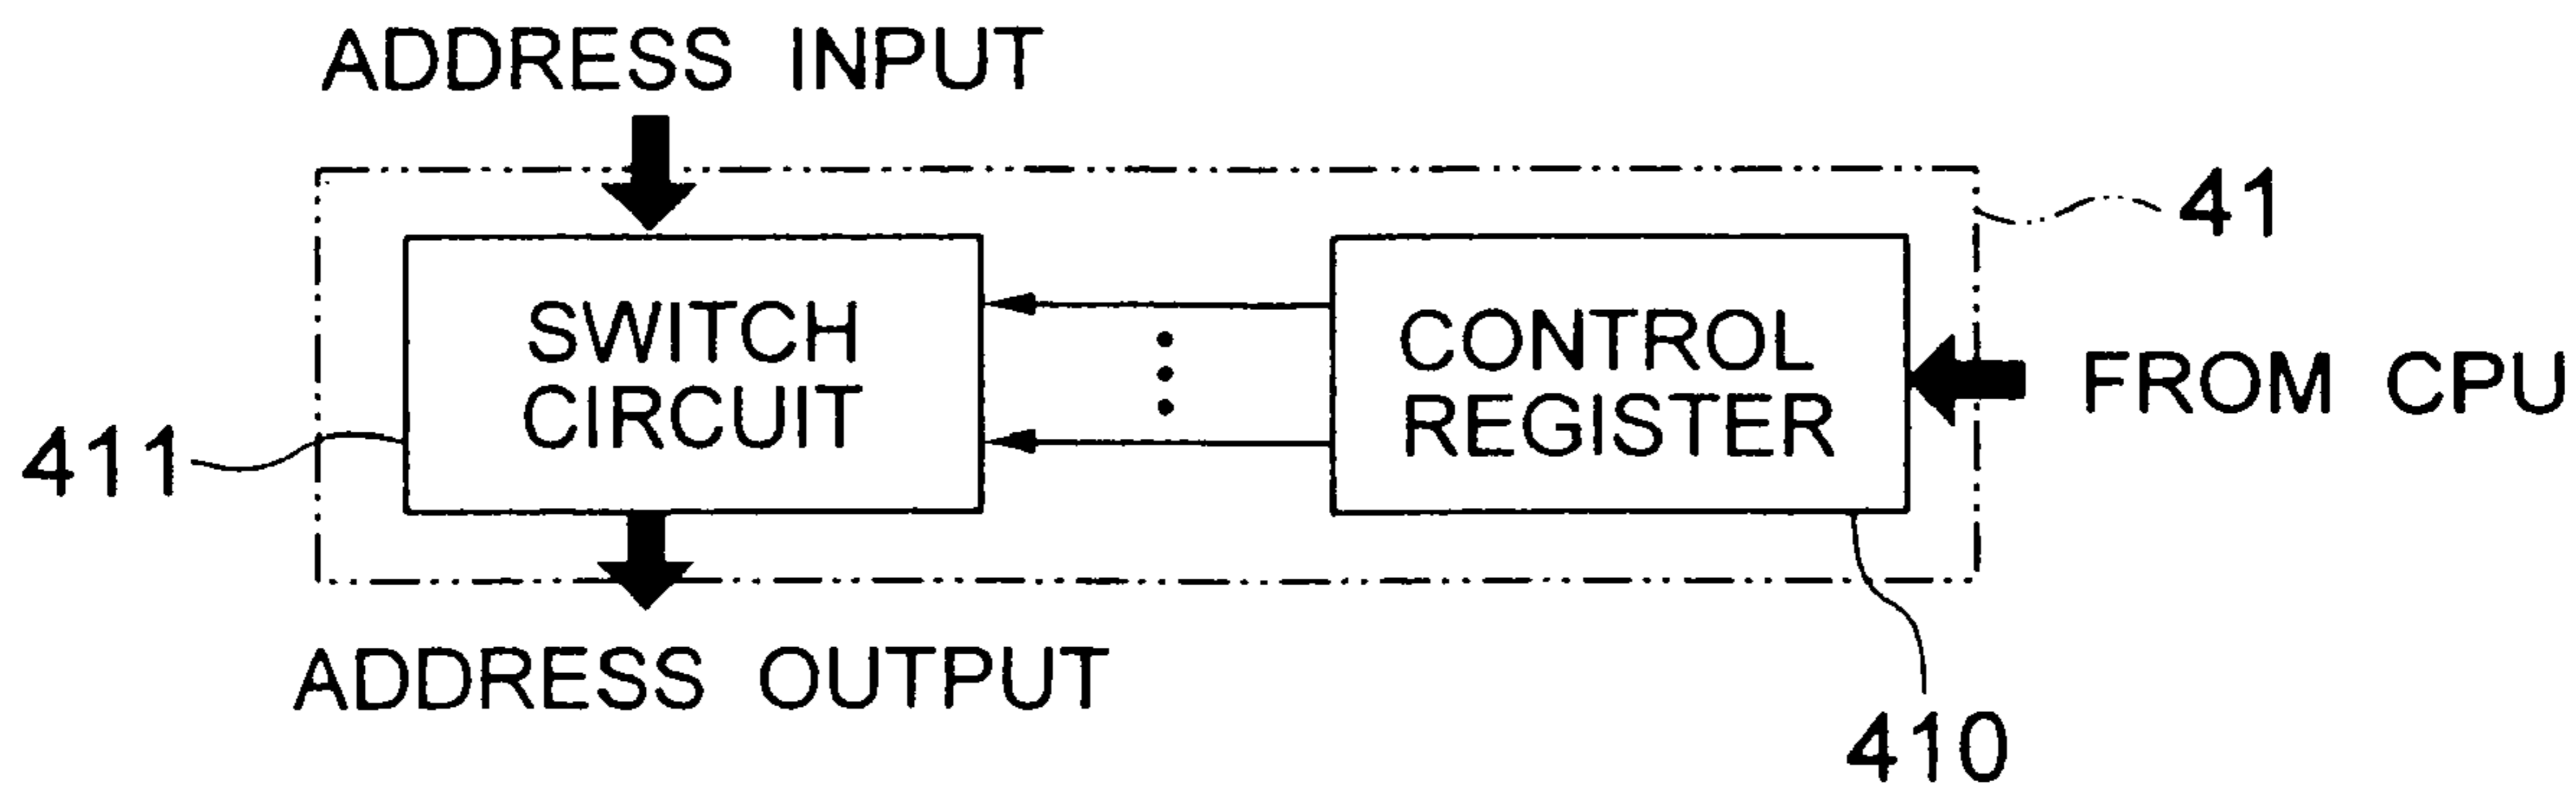 ADDRESS INPUT
41
SWITCH
CIRCUIT
CONTROL
REGISTER
FROM CPU
411
ADDRESS OUTPUT
410